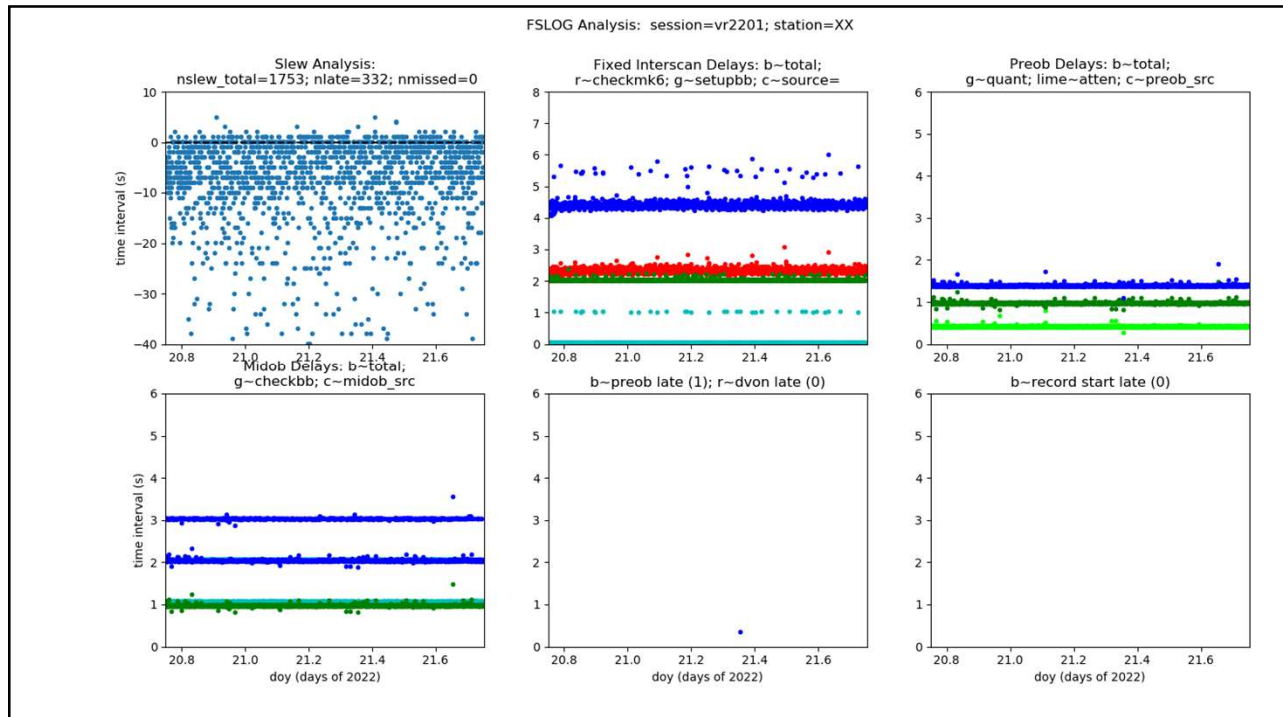 FSLOG Analysis:  session=vr2201; station=XX
Slew Analysis:
nslew_total=1753; nlate=332; nmissed=0
10
0
−10
−20
−30
−40
time interval (s)
20.8 21.0 21.2 21.4 21.6
Fixed Interscan Delays: b~total;
r~checkmk6; g~setupbb; c~source=
8
7
6
5
4
3
2
1
0
20.8 21.0 21.2 21.4 21.6
Preob Delays: b~total;
g~quant; lime~atten; c~preob_src
6
5
4
3
2
1
0
20.8 21.0 21.2 21.4 21.6
Midob Delays: b~total;
g~checkbb; c~midob_src
6
5
4
3
2
1
0
time interval (s)
20.8 21.0 21.2 21.4 21.6
doy (days of 2022)
b~preob late (1); r~dvon late (0)
6
5
4
3
2
1
0
20.8 21.0 21.2 21.4 21.6
doy (days of 2022)
b~record start late (0)
6
5
4
3
2
1
0
20.8 21.0 21.2 21.4 21.6
doy (days of 2022)